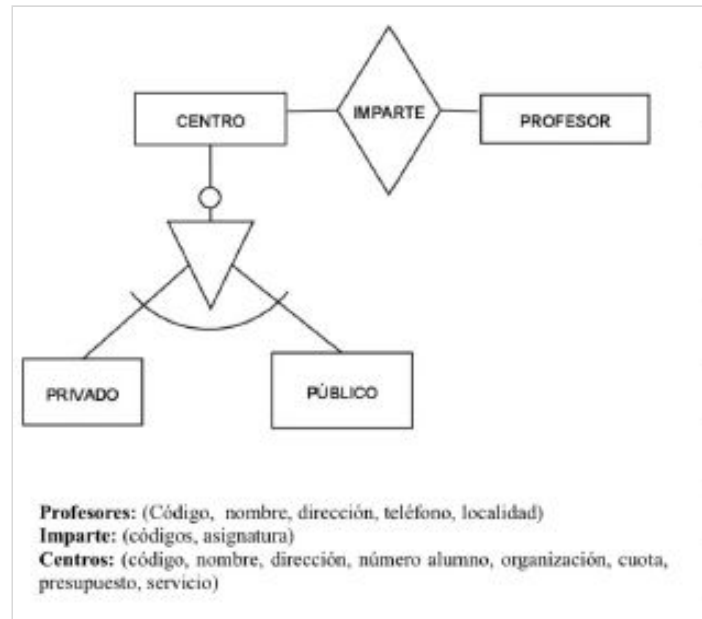 CENTRO
IMPARTE
PROFESOR
PRIVADO
PÚBLICO
Profesores: (Código, nombre, dirección, teléfono, localidad)
Imparte: (códigos, asignatura)
Centros: (código, nombre, dirección, número alumno, organización, cuota,
presupuesto, servicio)